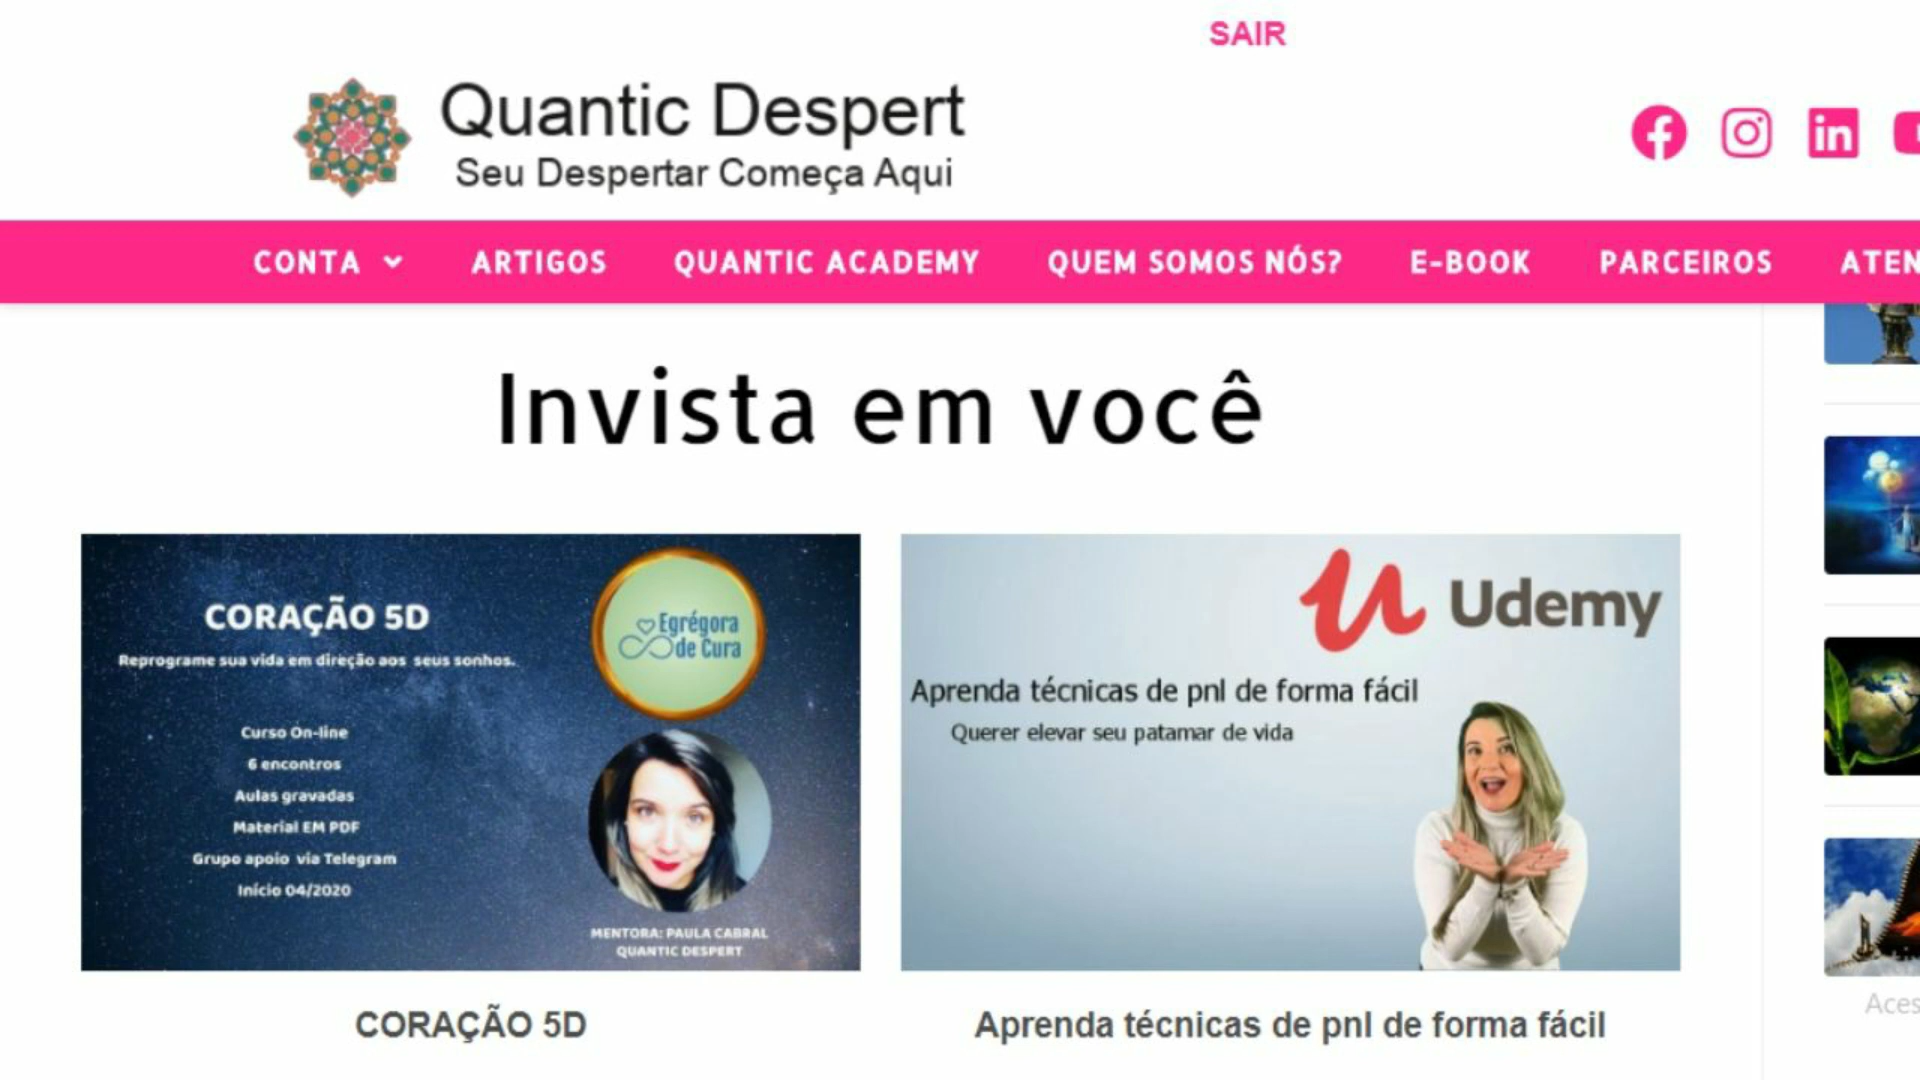 SAIR
Quantic Despert
Seu Despertar Começa Aqui
CONTA ARTIGOS QUANTIC ACADEMY QUEM SOMOS NÓS? E-BOOK PARCEIROS ATEN
Invista em você
CORAÇÃO 5D
Reprograme sua vida em direção aos seus sonhos.
Egrégora
de Cura
Curso On-line
6 encontros
Aulas gravadas
Material EM PDF
Grupo apoio via Telegram
Início 04/2020
MENTORA: PAULA CABRAL
QUANTIC DESPERT
Udemy
Aprenda técnicas de pnl de forma fácil
Querer elevar seu patamar de vida
CORAÇÃO 5D
Aprenda técnicas de pnl de forma fácil
Aces